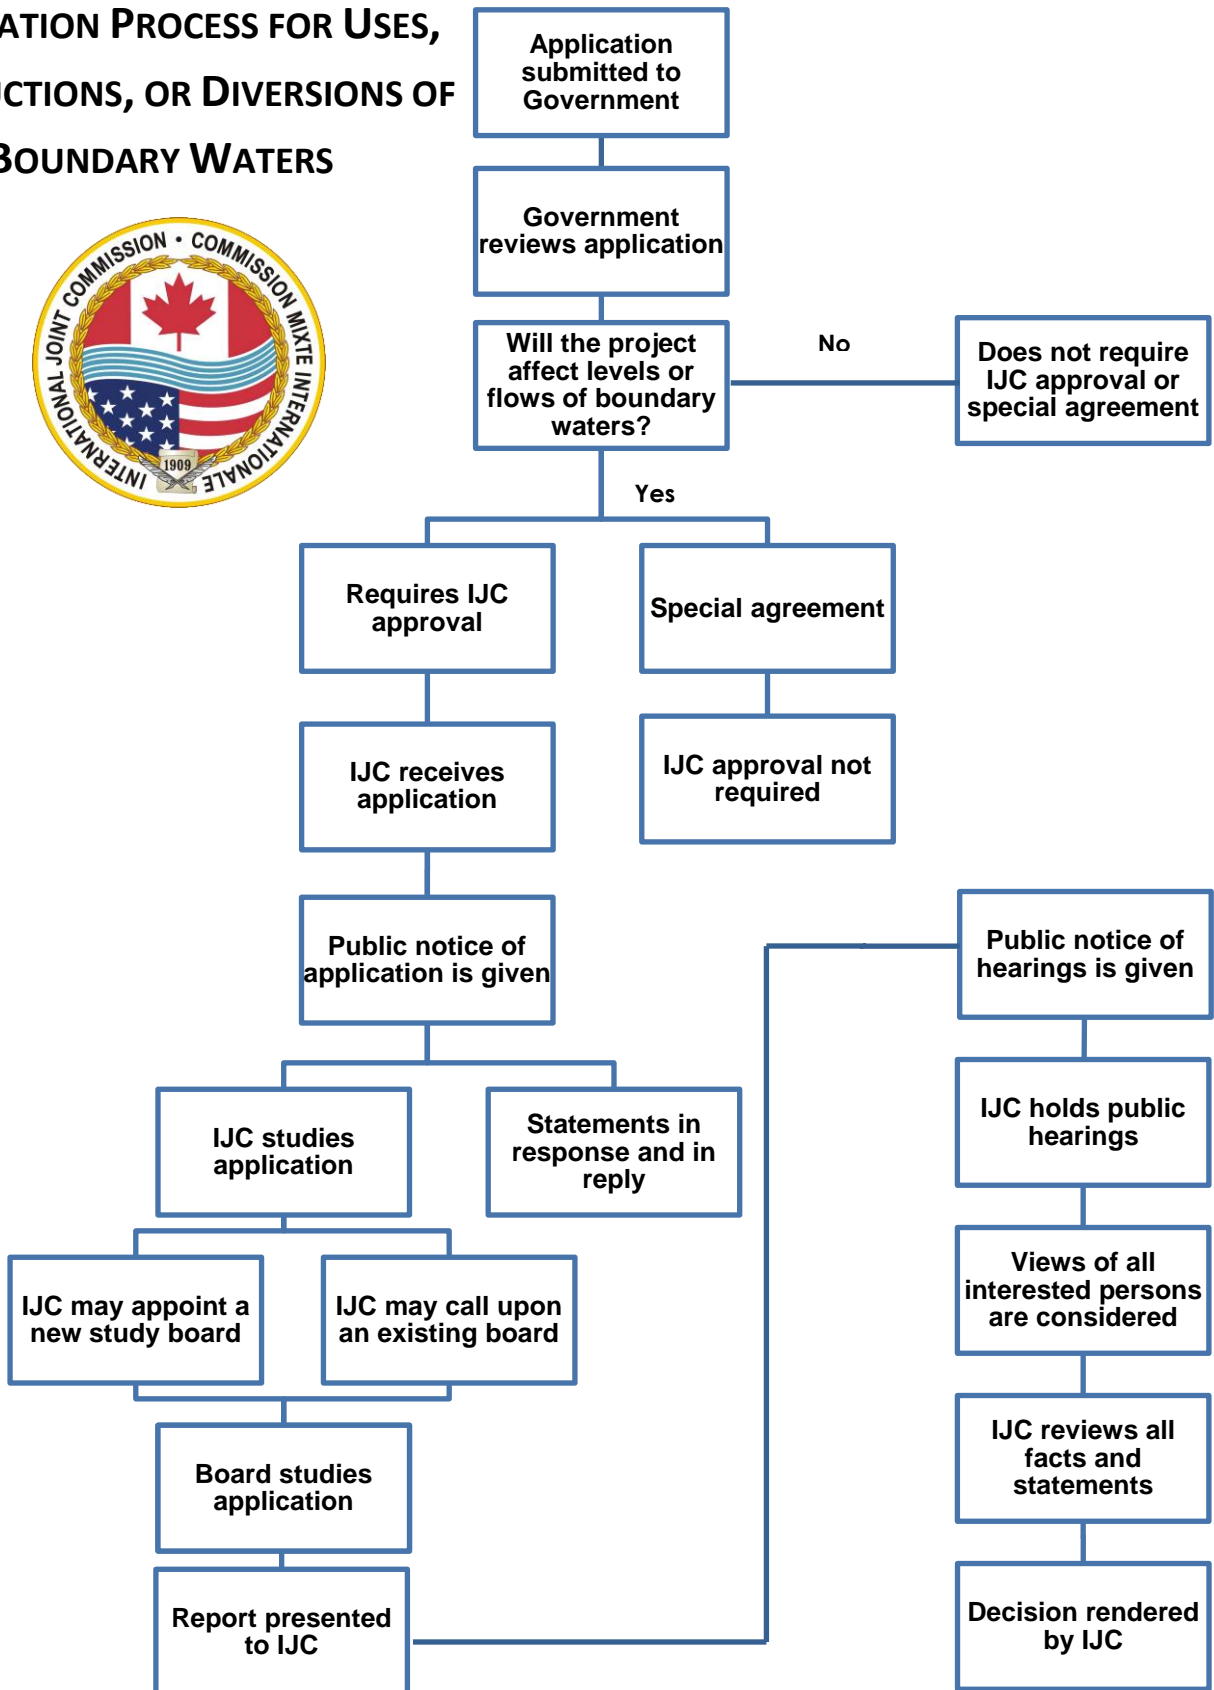 ATION PROCESS FOR USES,
UCTIONS, OR DIVERSIONS OF
BOUNDARY WATERS
INTERNATIONAL JOINT COMMISSION • COMMISSION MIXTE INTERNATIONALE
1909
Application
submitted to
Government
Government
reviews application
Will the project
affect levels or
flows of boundary
waters?
No
Does not require
IJC approval or
special agreement
Yes
Requires IJC
approval
Special agreement
IJC receives
application
IJC approval not
required
Public notice of
application is given
IJC studies
application
Statements in
response and in
reply
IJC may appoint a
new study board
IJC may call upon
an existing board
Board studies
application
Report presented
to IJC
Public notice of
hearings is given
IJC holds public
hearings
Views of all
interested persons
are considered
IJC reviews all
facts and
statements
Decision rendered
by IJC